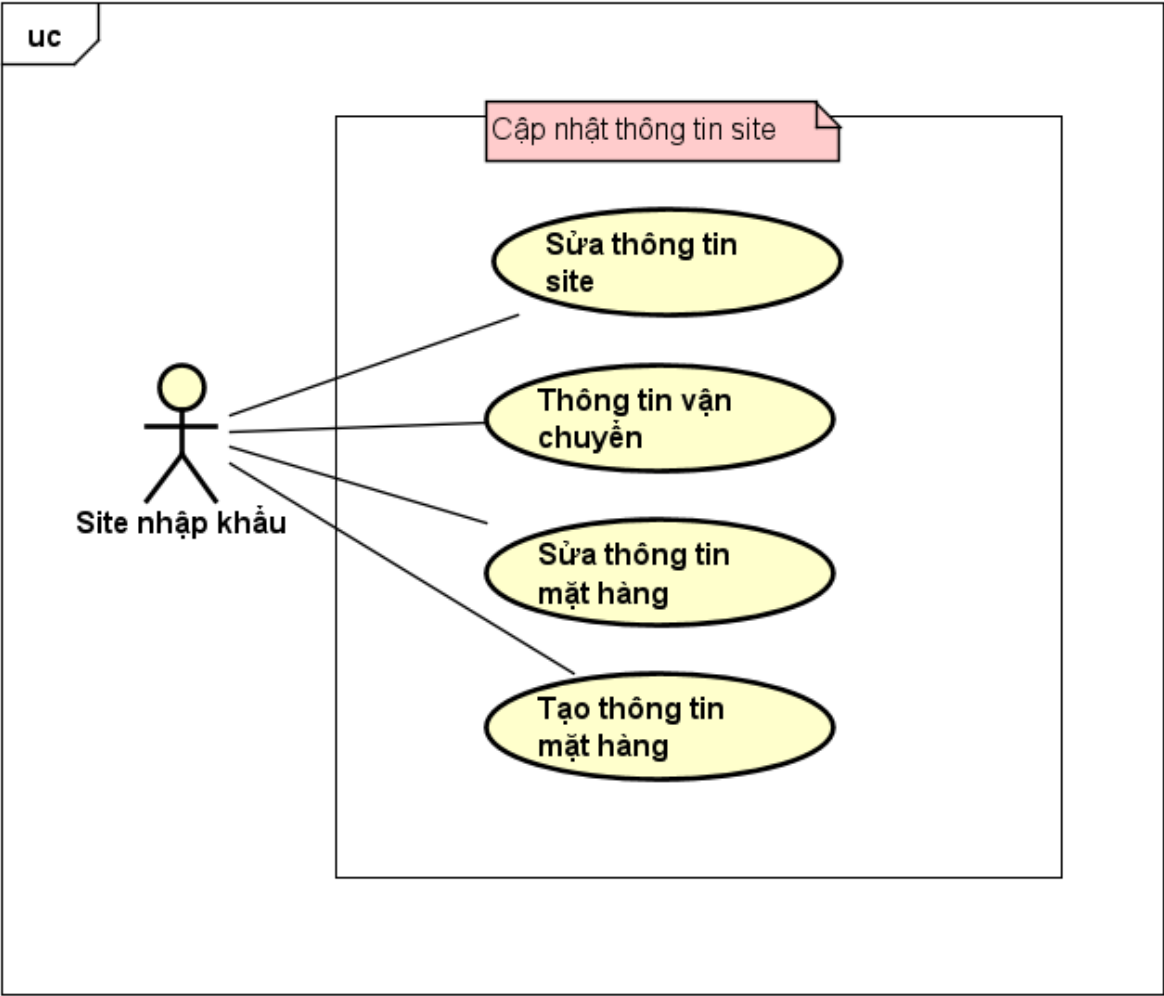 uc
Cập nhật thông tin site
Sửa thông tin
site
Thông tin vận
chuyển
Site nhập khẩu
Sửa thông tin
mặt hàng
Tạo thông tin
mặt hàng